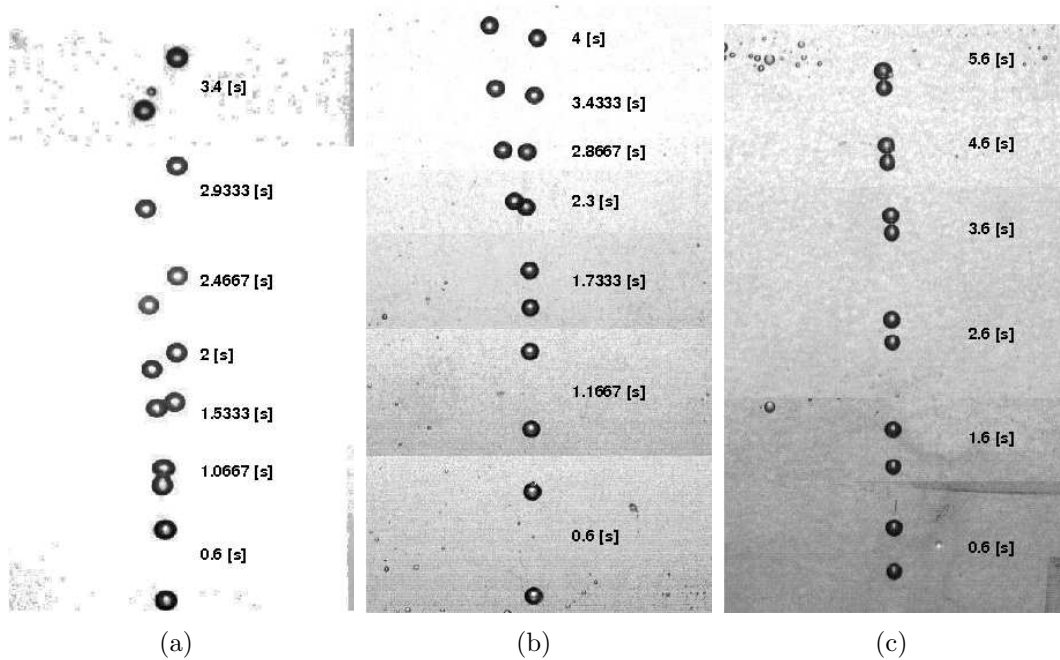 3.4 [s]
2.9333 [s]
2.4667 [s]
2 [s]
1.5333 [s]
1.0667 [s]
0.6 [s]
(a)
4 [s]
3.4333 [s]
2.8667 [s]
2.3 [s]
1.7333 [s]
1.1667 [s]
0.6 [s]
(b)
5.6 [s]
4.6 [s]
3.6 [s]
2.6 [s]
1.6 [s]
0.6 [s]
(c)